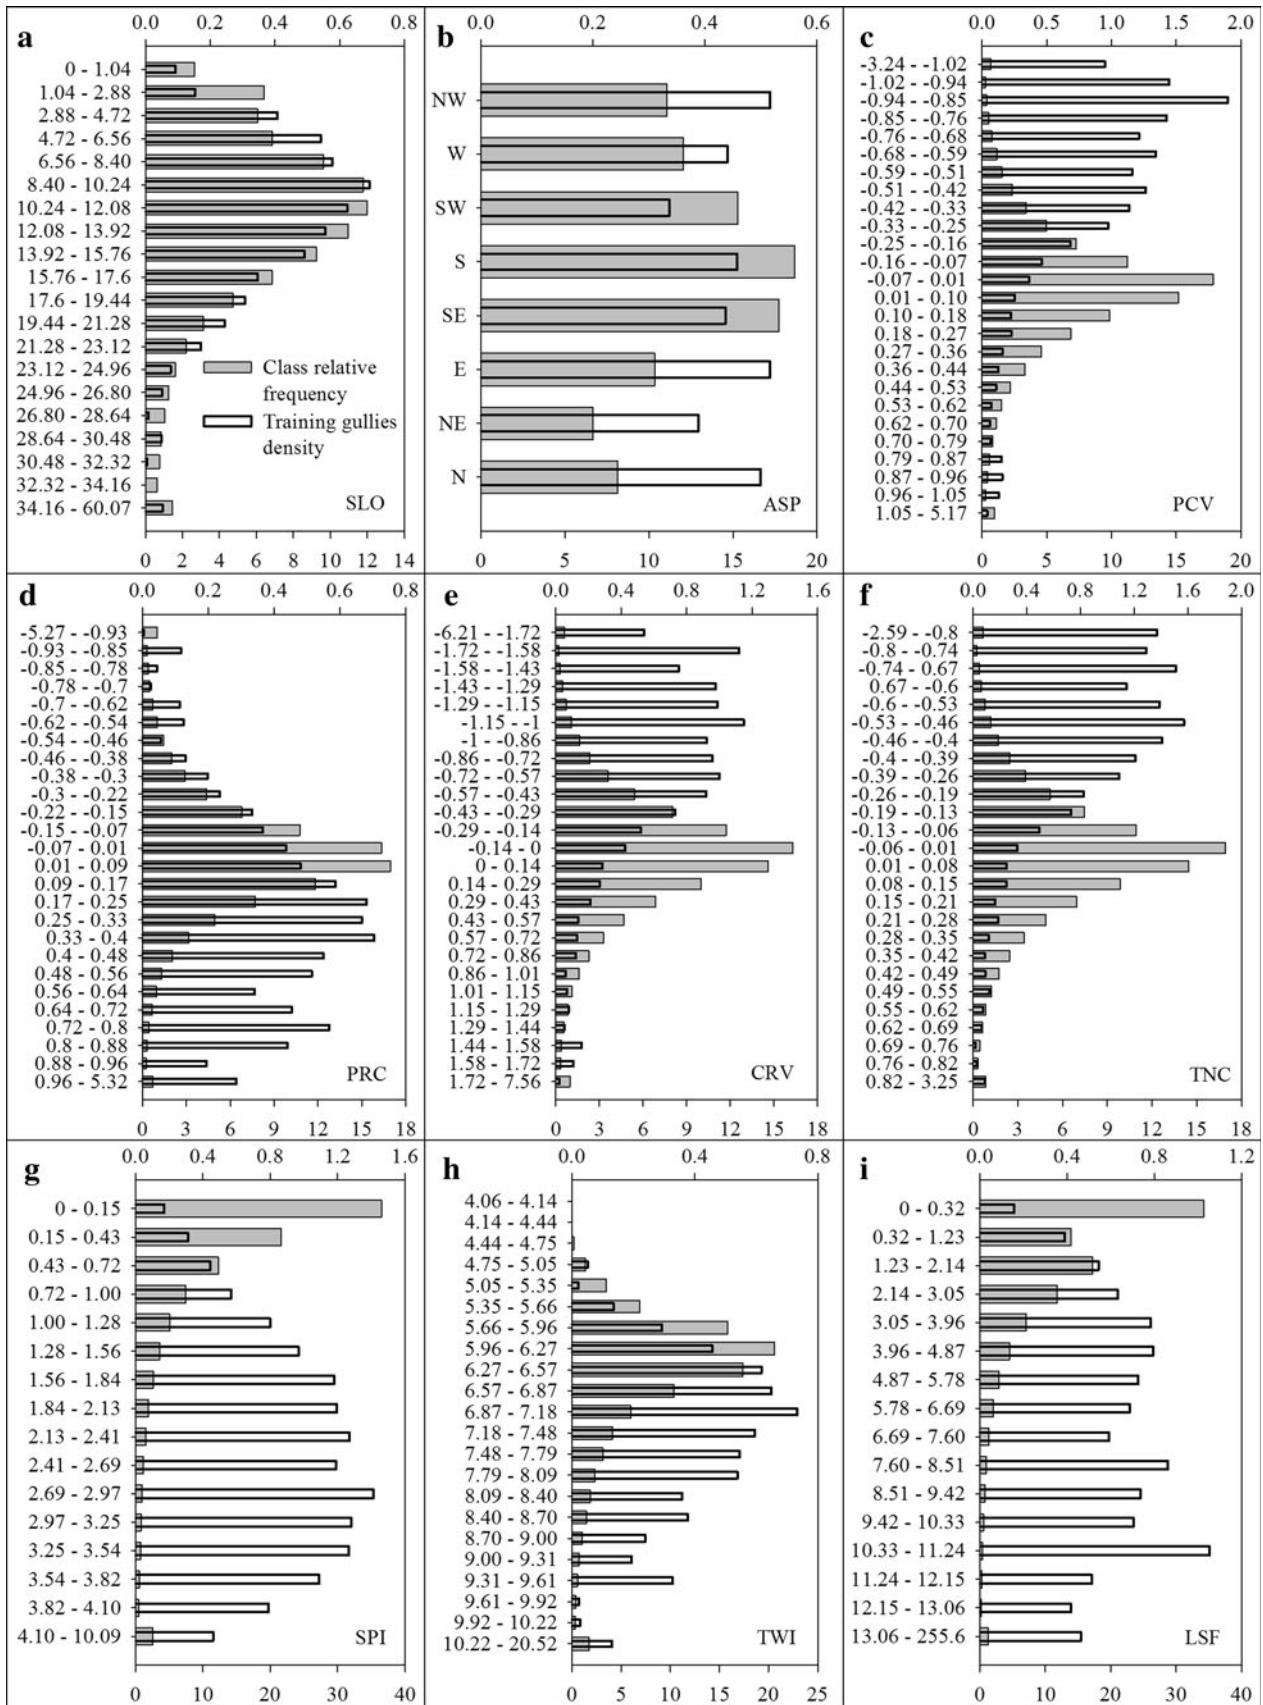 a
0 0.2 0.4 0.6 0.8
0 - 1.04
1.04 - 2.88
2.88 - 4.72
4.72 - 6.56
6.56 - 8.40
8.40 - 10.24
10.24 - 12.08
12.08 - 13.92
13.92 - 15.76
15.76 - 17.6
17.6 - 19.44
19.44 - 21.28
21.28 - 23.12
23.12 - 24.96
24.96 - 26.80
26.80 - 28.64
28.64 - 30.48
30.48 - 32.32
32.32 - 34.16
34.16 - 60.07
Class relative
frequency
Training gullies
density
SLO
0 2 4 6 8 10 12 14
b
0.0 0.2 0.4 0.6
NW
W
SW
S
SE
E
NE
N
ASP
0 5 10 15 20
c
0.0 0.5 1.0 1.5 2.0
-3.24 - -1.02
-1.02 - -0.94
-0.94 - -0.85
-0.85 - -0.76
-0.76 - -0.68
-0.68 - -0.59
-0.59 - -0.51
-0.51 - -0.42
-0.42 - -0.33
-0.33 - -0.25
-0.25 - -0.16
-0.16 - -0.07
-0.07 - 0.01
0.01 - 0.10
0.10 - 0.18
0.18 - 0.27
0.27 - 0.36
0.36 - 0.44
0.44 - 0.53
0.53 - 0.62
0.62 - 0.70
0.70 - 0.79
0.79 - 0.87
0.87 - 0.96
0.96 - 1.05
1.05 - 5.17
PCV
0 5 10 15 20
d
0.0 0.2 0.4 0.6 0.8
-5.27 - -0.93
-0.93 - -0.85
-0.85 - -0.78
-0.78 - -0.7
-0.7 - -0.62
-0.62 - -0.54
-0.54 - -0.46
-0.46 - -0.38
-0.38 - -0.3
-0.3 - -0.22
-0.22 - -0.15
-0.15 - -0.07
-0.07 - 0.01
0.01 - 0.09
0.09 - 0.17
0.17 - 0.25
0.25 - 0.33
0.33 - 0.4
0.4 - 0.48
0.48 - 0.56
0.56 - 0.64
0.64 - 0.72
0.72 - 0.8
0.8 - 0.88
0.88 - 0.96
0.96 - 5.32
PRC
0 3 6 9 12 15 18
e
0.0 0.4 0.8 1.2 1.6
-6.21 - -1.72
-1.72 - -1.58
-1.58 - -1.43
-1.43 - -1.29
-1.29 - -1.15
-1.15 - -1
-1 - -0.86
-0.86 - -0.72
-0.72 - -0.57
-0.57 - -0.43
-0.43 - -0.29
-0.29 - -0.14
-0.14 - 0
0 - 0.14
0.14 - 0.29
0.29 - 0.43
0.43 - 0.57
0.57 - 0.72
0.72 - 0.86
0.86 - 1.01
1.01 - 1.15
1.15 - 1.29
1.29 - 1.44
1.44 - 1.58
1.58 - 1.72
1.72 - 7.56
CRV
0 3 6 9 12 15 18
f
0.0 0.4 0.8 1.2 1.6 2.0
-2.59 - -0.8
-0.8 - -0.74
-0.74 - -0.67
0.67 - -0.6
-0.6 - -0.53
-0.53 - -0.46
-0.46 - -0.4
-0.4 - -0.39
-0.39 - -0.26
-0.26 - -0.19
-0.19 - -0.13
-0.13 - -0.06
-0.06 - 0.01
0.01 - 0.08
0.08 - 0.15
0.15 - 0.21
0.21 - 0.28
0.28 - 0.35
0.35 - 0.42
0.42 - 0.49
0.49 - 0.55
0.55 - 0.62
0.62 - 0.69
0.69 - 0.76
0.76 - 0.82
0.82 - 3.25
TNC
0 3 6 9 12 15 18
g
0.0 0.4 0.8 1.2 1.6
0 - 0.15
0.15 - 0.43
0.43 - 0.72
0.72 - 1.00
1.00 - 1.28
1.28 - 1.56
1.56 - 1.84
1.84 - 2.13
2.13 - 2.41
2.41 - 2.69
2.69 - 2.97
2.97 - 3.25
3.25 - 3.54
3.54 - 3.82
3.82 - 4.10
4.10 - 10.09
SPI
0 10 20 30 40
h
0.0 0.4 0.8
4.06 - 4.14
4.14 - 4.44
4.44 - 4.75
4.75 - 5.05
5.05 - 5.35
5.35 - 5.66
5.66 - 5.96
5.96 - 6.27
6.27 - 6.57
6.57 - 6.87
6.87 - 7.18
7.18 - 7.48
7.48 - 7.79
7.79 - 8.09
8.09 - 8.40
8.40 - 8.70
8.70 - 9.00
9.00 - 9.31
9.31 - 9.61
9.61 - 9.92
9.92 - 10.22
10.22 - 20.52
TWI
0 5 10 15 20 25
i
0.0 0.4 0.8 1.2
0 - 0.32
0.32 - 1.23
1.23 - 2.14
2.14 - 3.05
3.05 - 3.96
3.96 - 4.87
4.87 - 5.78
5.78 - 6.69
6.69 - 7.60
7.60 - 8.51
8.51 - 9.42
9.42 - 10.33
10.33 - 11.24
11.24 - 12.15
12.15 - 13.06
13.06 - 255.6
LSF
0 10 20 30 40